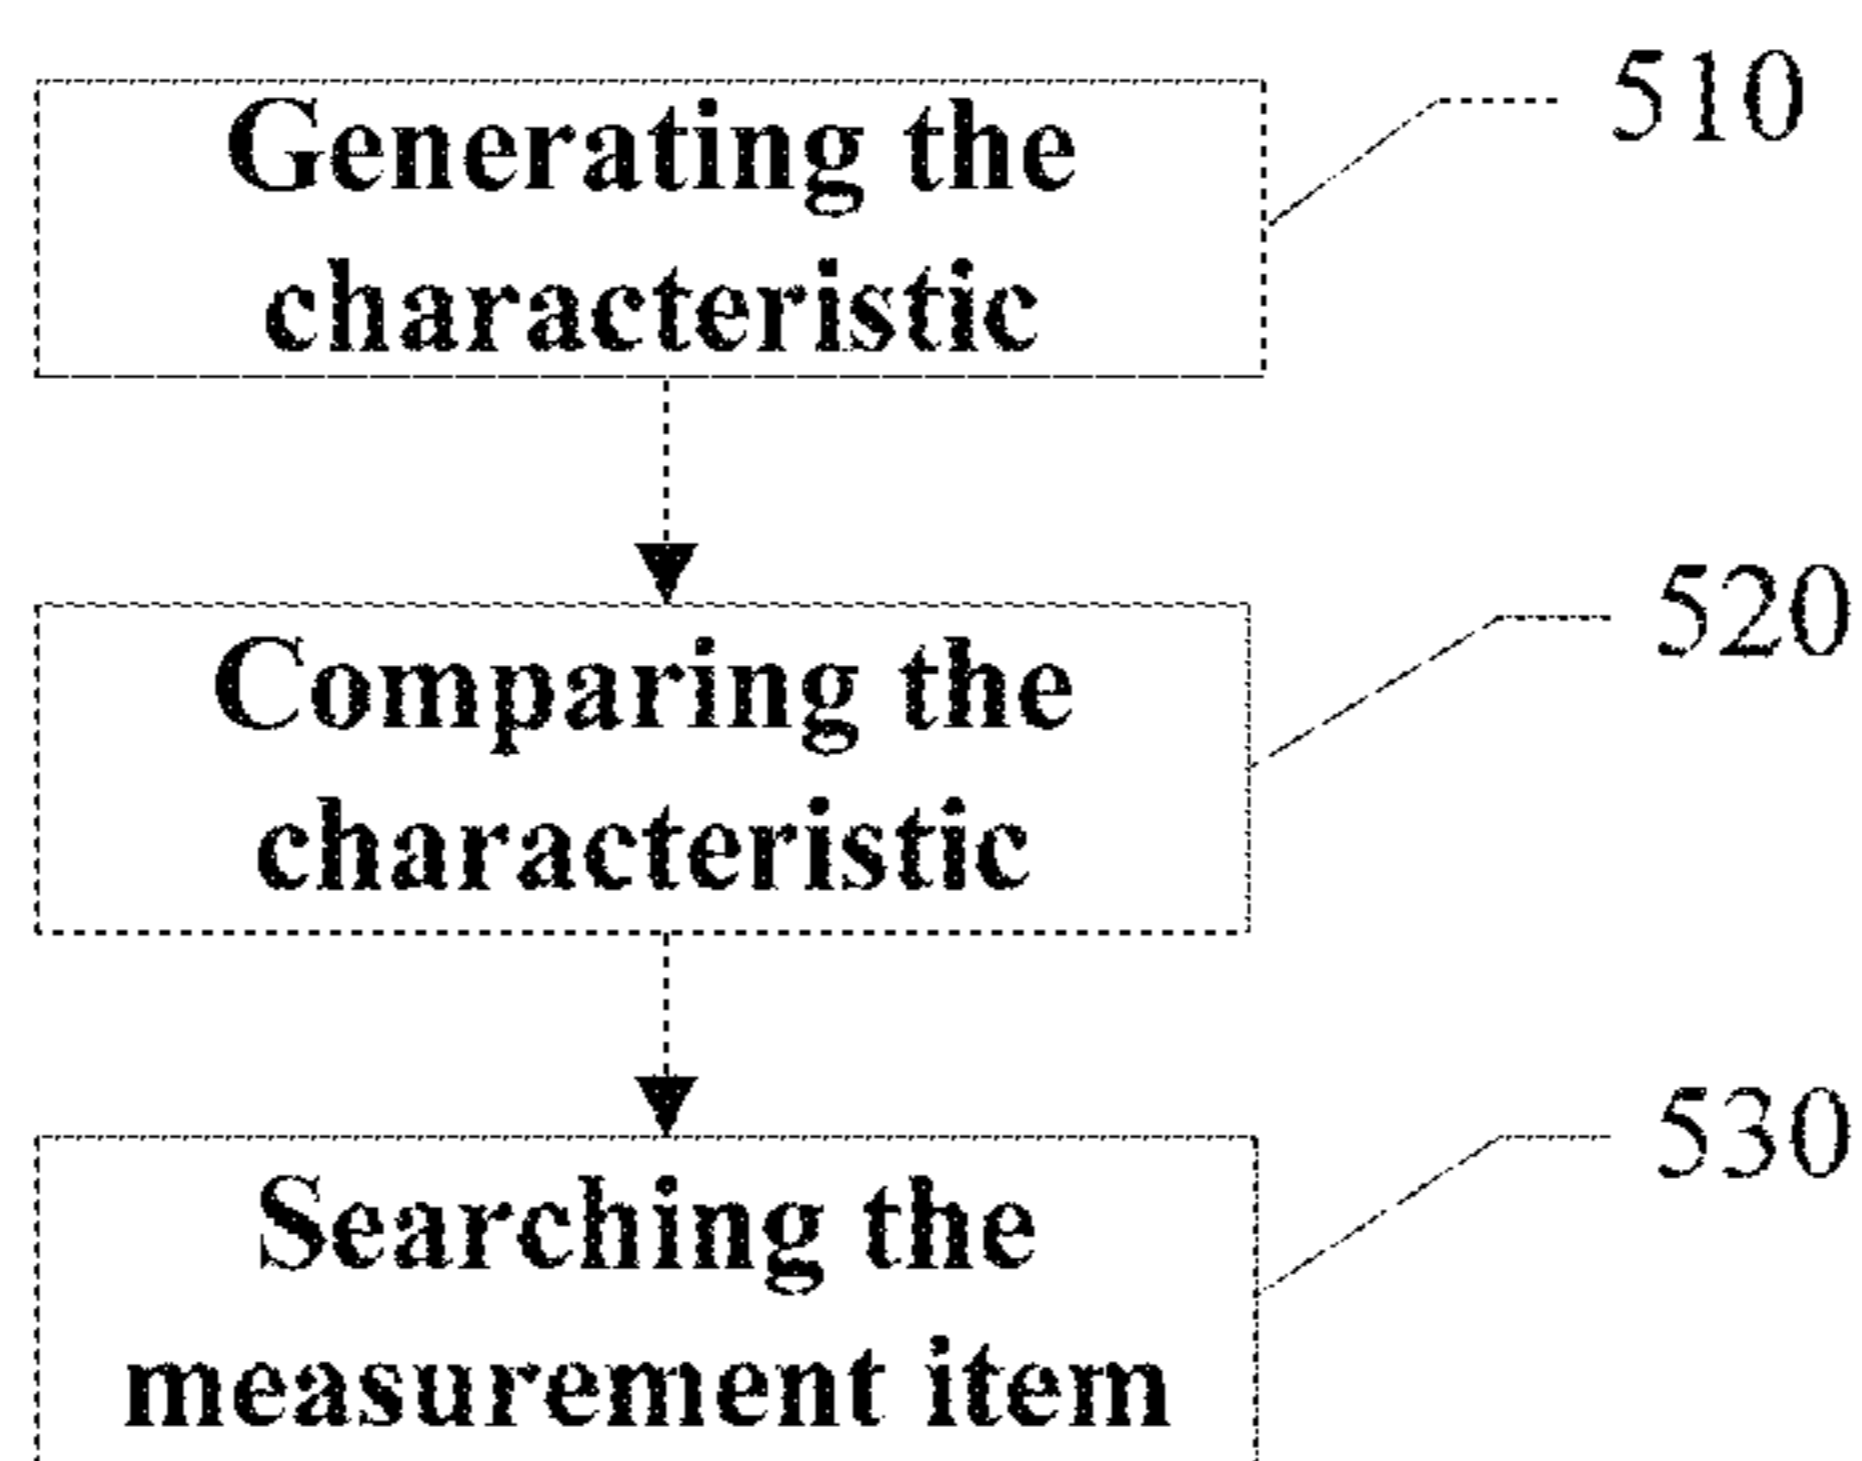 Generating the
characteristic
510
Comparing the
characteristic
520
Searching the
measurement item
530